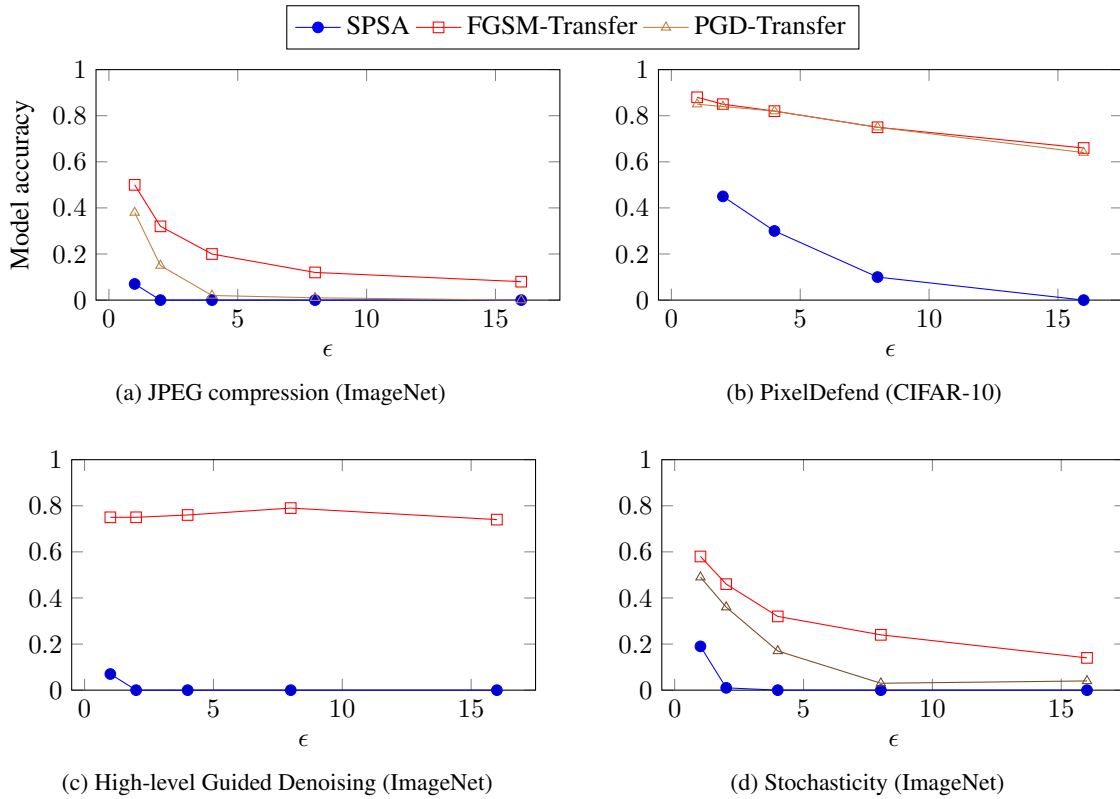 SPSA FGSM-Transfer PGD-Transfer
1
0.8
0.6
0.4
0.2
0
Model accuracy
0 5 10 15
ϵ
(a) JPEG compression (ImageNet)
1
0.8
0.6
0.4
0.2
0
0 5 10 15
ϵ
(b) PixelDefend (CIFAR-10)
1
0.8
0.6
0.4
0.2
0
0 5 10 15
ϵ
(c) High-level Guided Denoising (ImageNet)
1
0.8
0.6
0.4
0.2
0
0 5 10 15
ϵ
(d) Stochasticity (ImageNet)